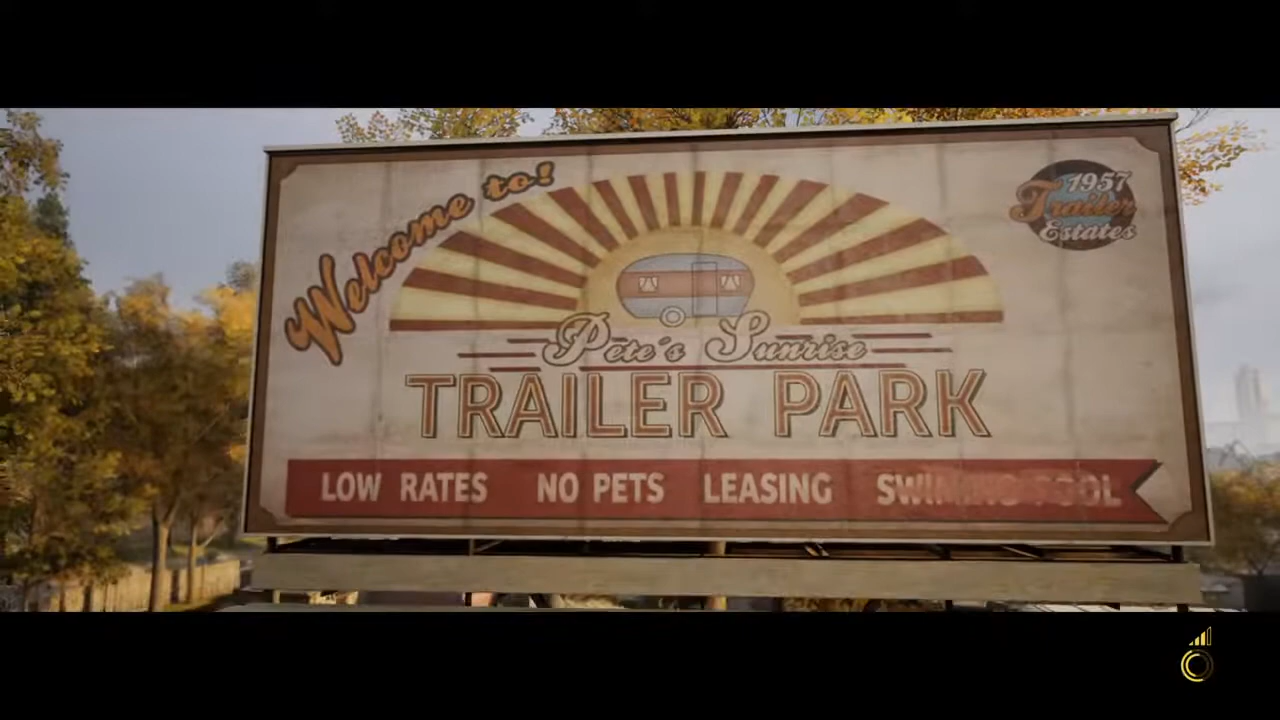 Welcome to!
1957
Trailer
Estates
Pete's Sunrise
TRAILER PARK
LOW RATES NO PETS LEASING